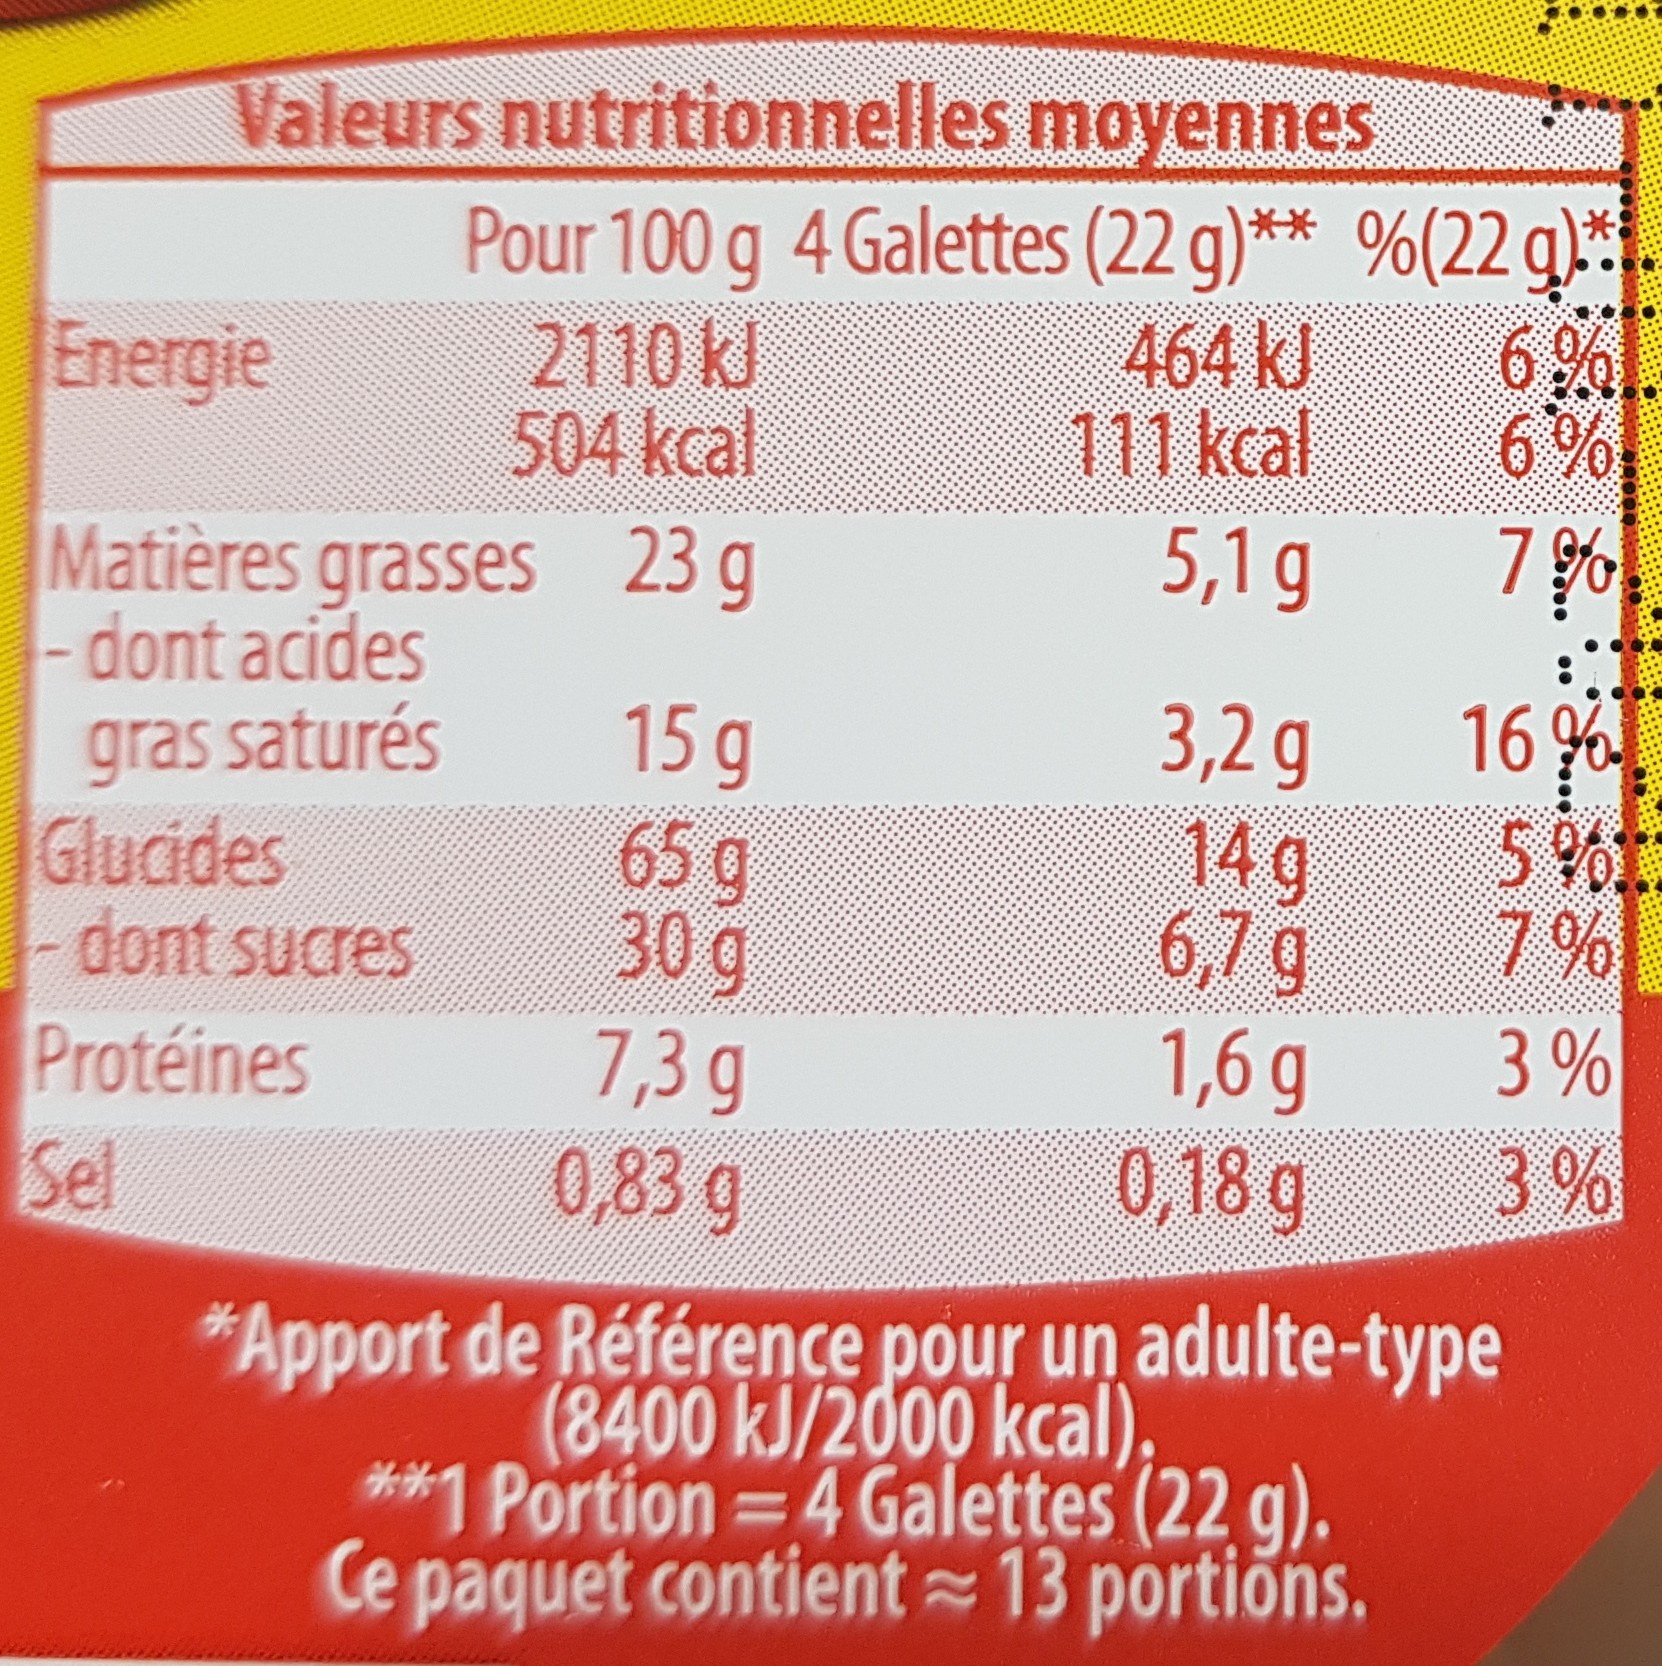 Valeurs nutritionnelles moyennes
Pour 100 g 4 Galettes (22 g)** %(22 g)*
Energie 2110 kJ 464 kJ 6 %
504 kcal 111 kcal 6 %
Matières grasses 23 g 5,1 g 7 %
- dont acides
gras saturés 15 g 3,2 g 16 %
Glucides 65 g 14 g 5 %
- dont sucres 30 g 6,7 g 7 %
Protéines 7,3 g 1,6 g 3 %
Sel 0,83 g 0,18 g 3 %
*Apport de Référence pour un adulte-type
(8400 kJ/2000 kcal).
**1 Portion = 4 Galettes (22 g).
Ce paquet contient ≈ 13 portions.